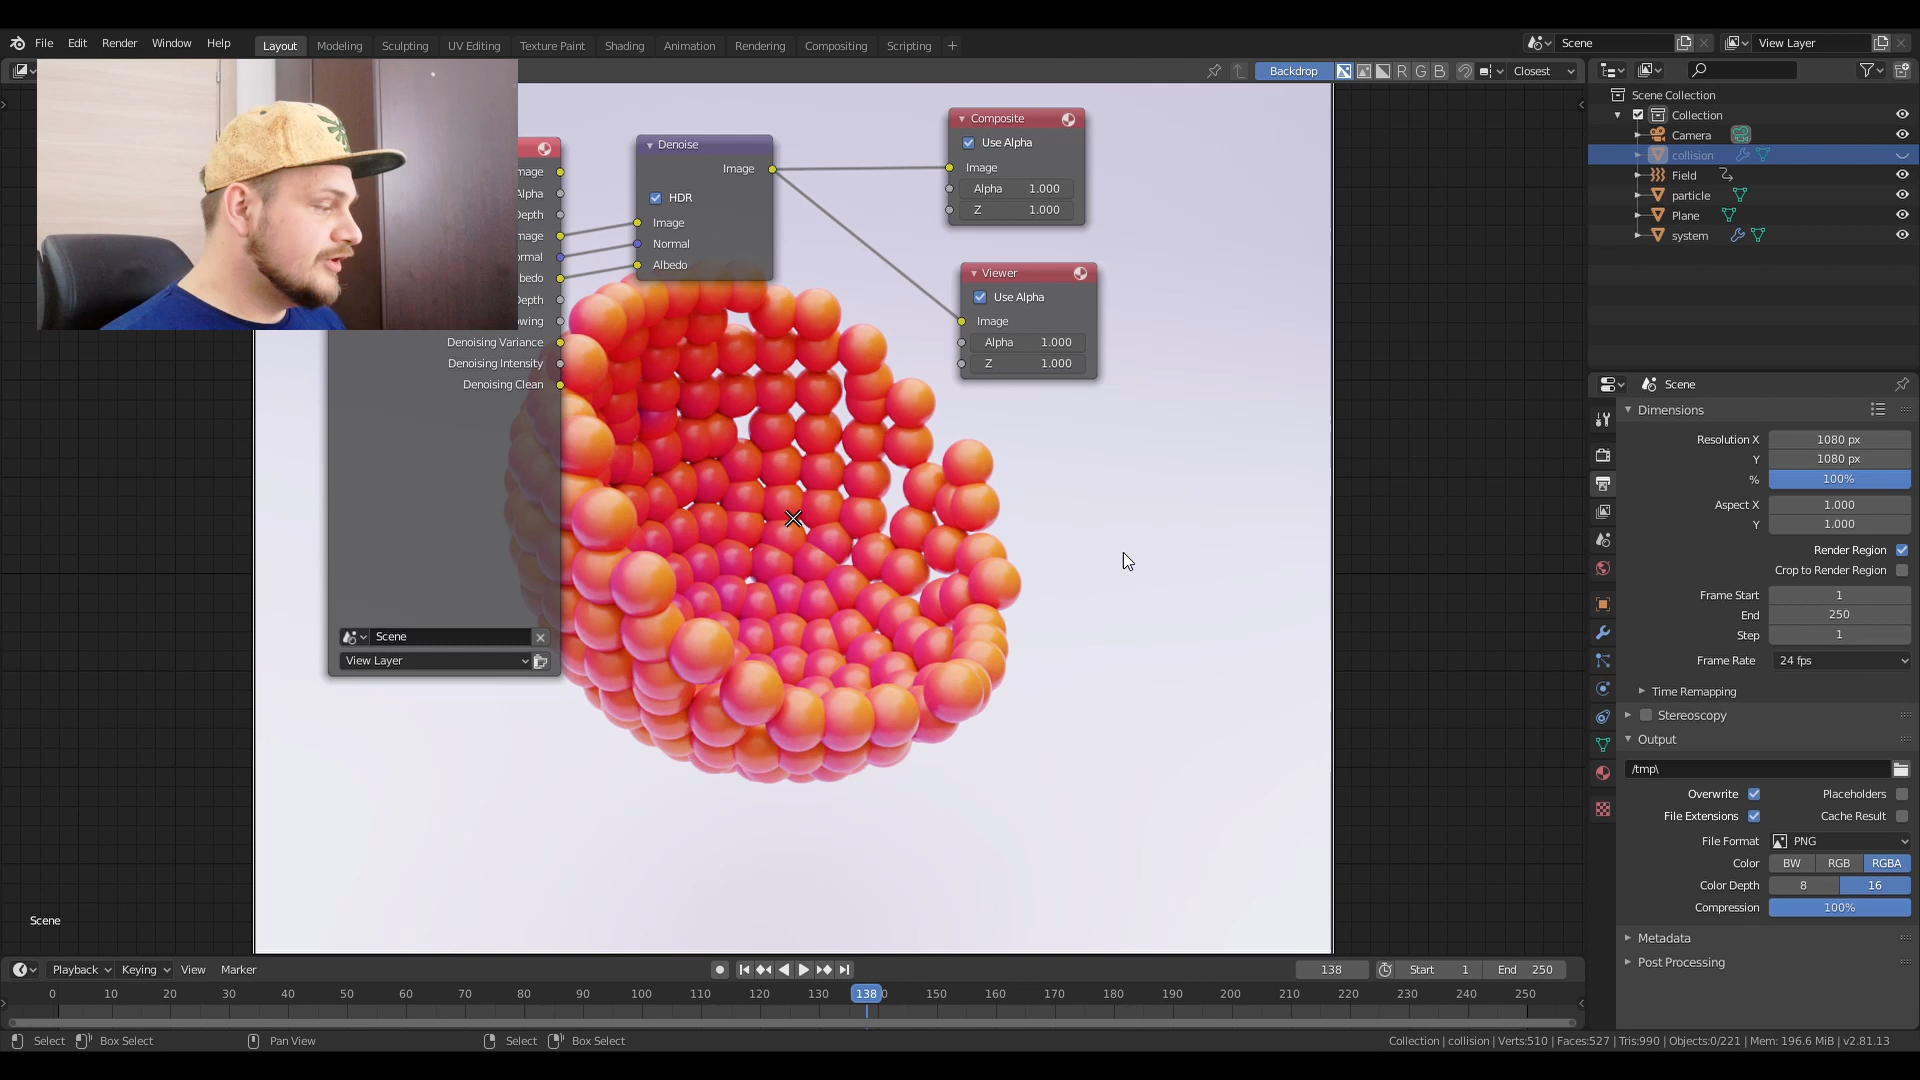 File Edit Render Window Help Layout Modeling Sculpting UV Editing Texture Paint Shading Animation Rendering Compositing Scripting + Scene View Layer
Backdrop R G B Closest
Scene Collection
Collection
Camera
collision
Field
particle
Plane
system
Composite
Use Alpha
Image
Alpha 1.000
Z 1.000
Denoise
Image
HDR
Image
Normal
Albedo
Viewer
Use Alpha
Image
Alpha 1.000
Z 1.000
mage
Alpha
Depth
mage
ormal
bedo
Depth
owing
Denoising Variance
Denoising Intensity
Denoising Clean
Scene
View Layer
Scene
Scene
Dimensions
Resolution X 1080 px
Y 1080 px
% 100%
Aspect X 1.000
Y 1.000
Render Region
Crop to Render Region
Frame Start 1
End 250
Step 1
Frame Rate 24 fps
Time Remapping
Stereoscopy
Output
/tmp\
Overwrite Placeholders
File Extensions Cache Result
File Format PNG
Color BW RGB RGBA
Color Depth 8 16
Compression 100%
Metadata
Post Processing
Playback Keying View Marker 138 Start 1 End 250
0 10 20 30 40 50 60 70 80 90 100 110 120 130 138 0 150 160 170 180 190 200 210 220 230 240 250
Select Box Select Pan View Select Box Select Collection | collision | Verts:510 | Faces:527 | Tris:990 | Objects:0/221 | Mem: 196.6 MiB | v2.81.13